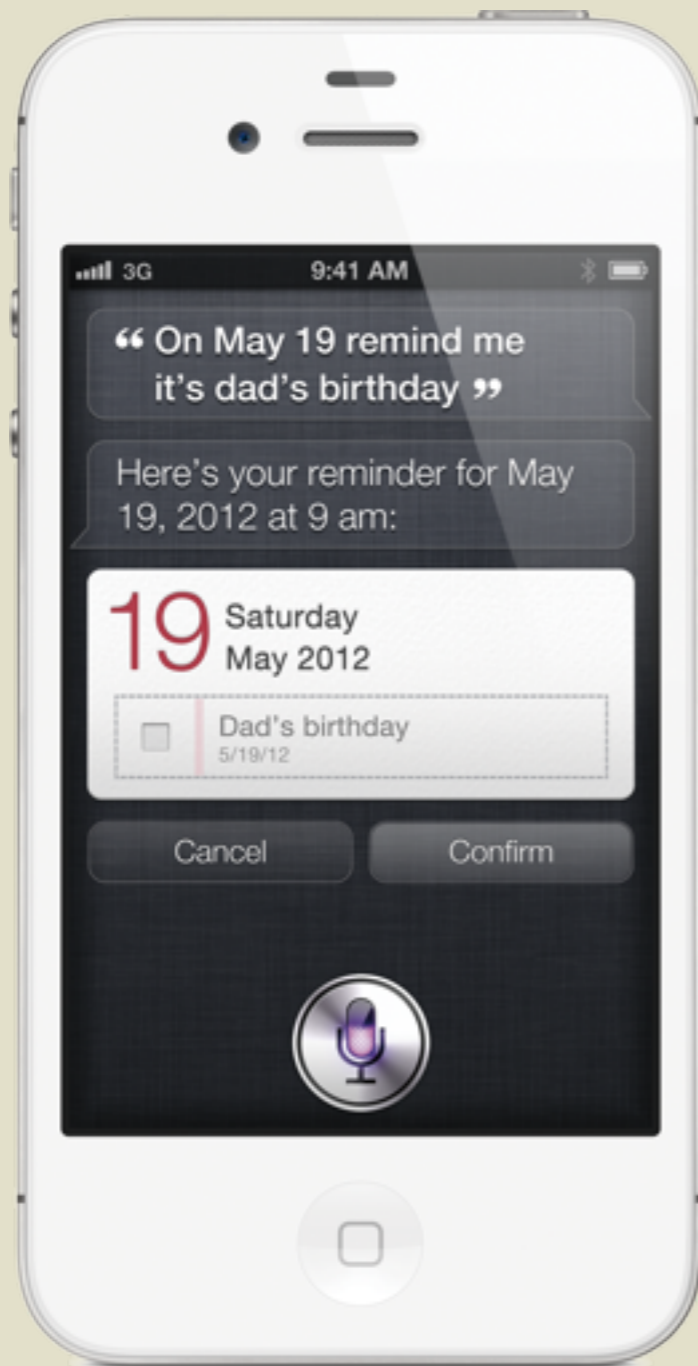 3G 9:41 AM
“ On May 19 remind me
it’s dad’s birthday ”
Here’s your reminder for May
19, 2012 at 9 am:
19 Saturday
May 2012
Dad's birthday
5/19/12
Cancel Confirm